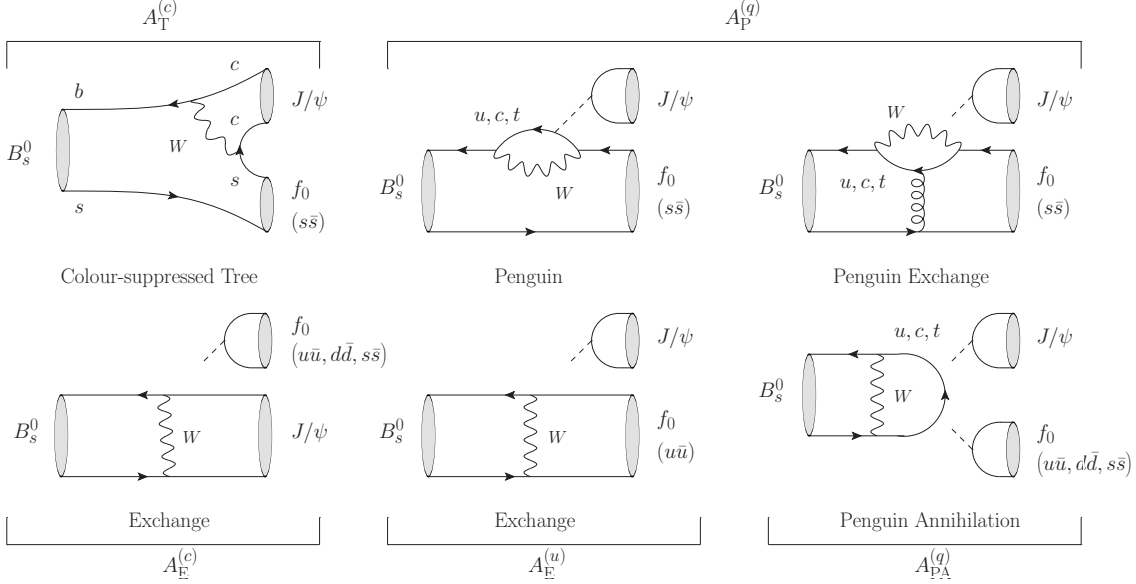 A_T^(c)
A_P^(q)
b
c
c
W
s
s
B_s^0
J/ψ
f_0
(ss̄)
Colour-suppressed Tree
u, c, t
W
B_s^0
J/ψ
f_0
(ss̄)
Penguin
W
u, c, t
B_s^0
J/ψ
f_0
(ss̄)
Penguin Exchange
f_0
(uū, dd̄, ss̄)
B_s^0
W
J/ψ
Exchange
A_E^(c)
J/ψ
B_s^0
W
f_0
(uū)
Exchange
A_E^(u)
u, c, t
J/ψ
B_s^0
W
f_0
(uū, dd̄, ss̄)
Penguin Annihilation
A_PA^(q)